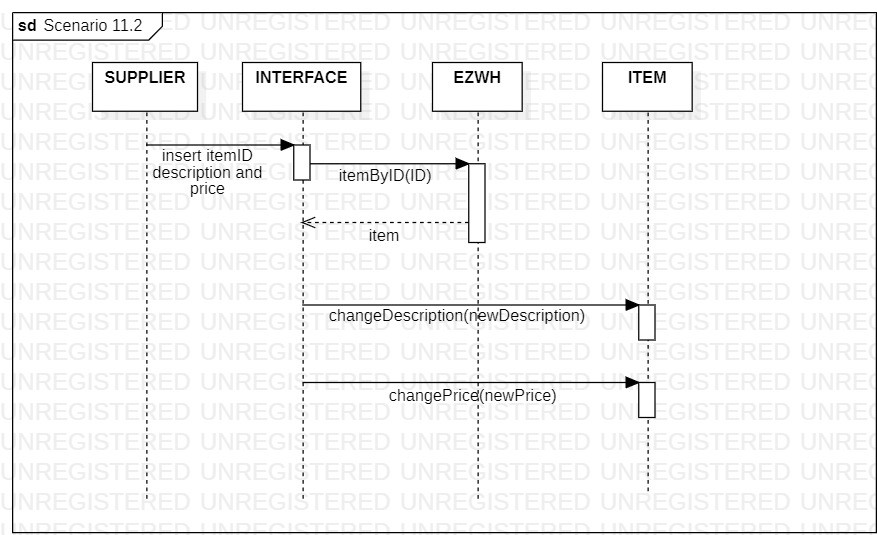 sd Scenario 11.2
SUPPLIER
INTERFACE
EZWH
ITEM
insert itemID
description and
price
itemByID(ID)
item
changeDescription(newDescription)
changePrice(newPrice)
UNREGISTERED UNREGISTERED UNREGISTERED UNREGISTERED